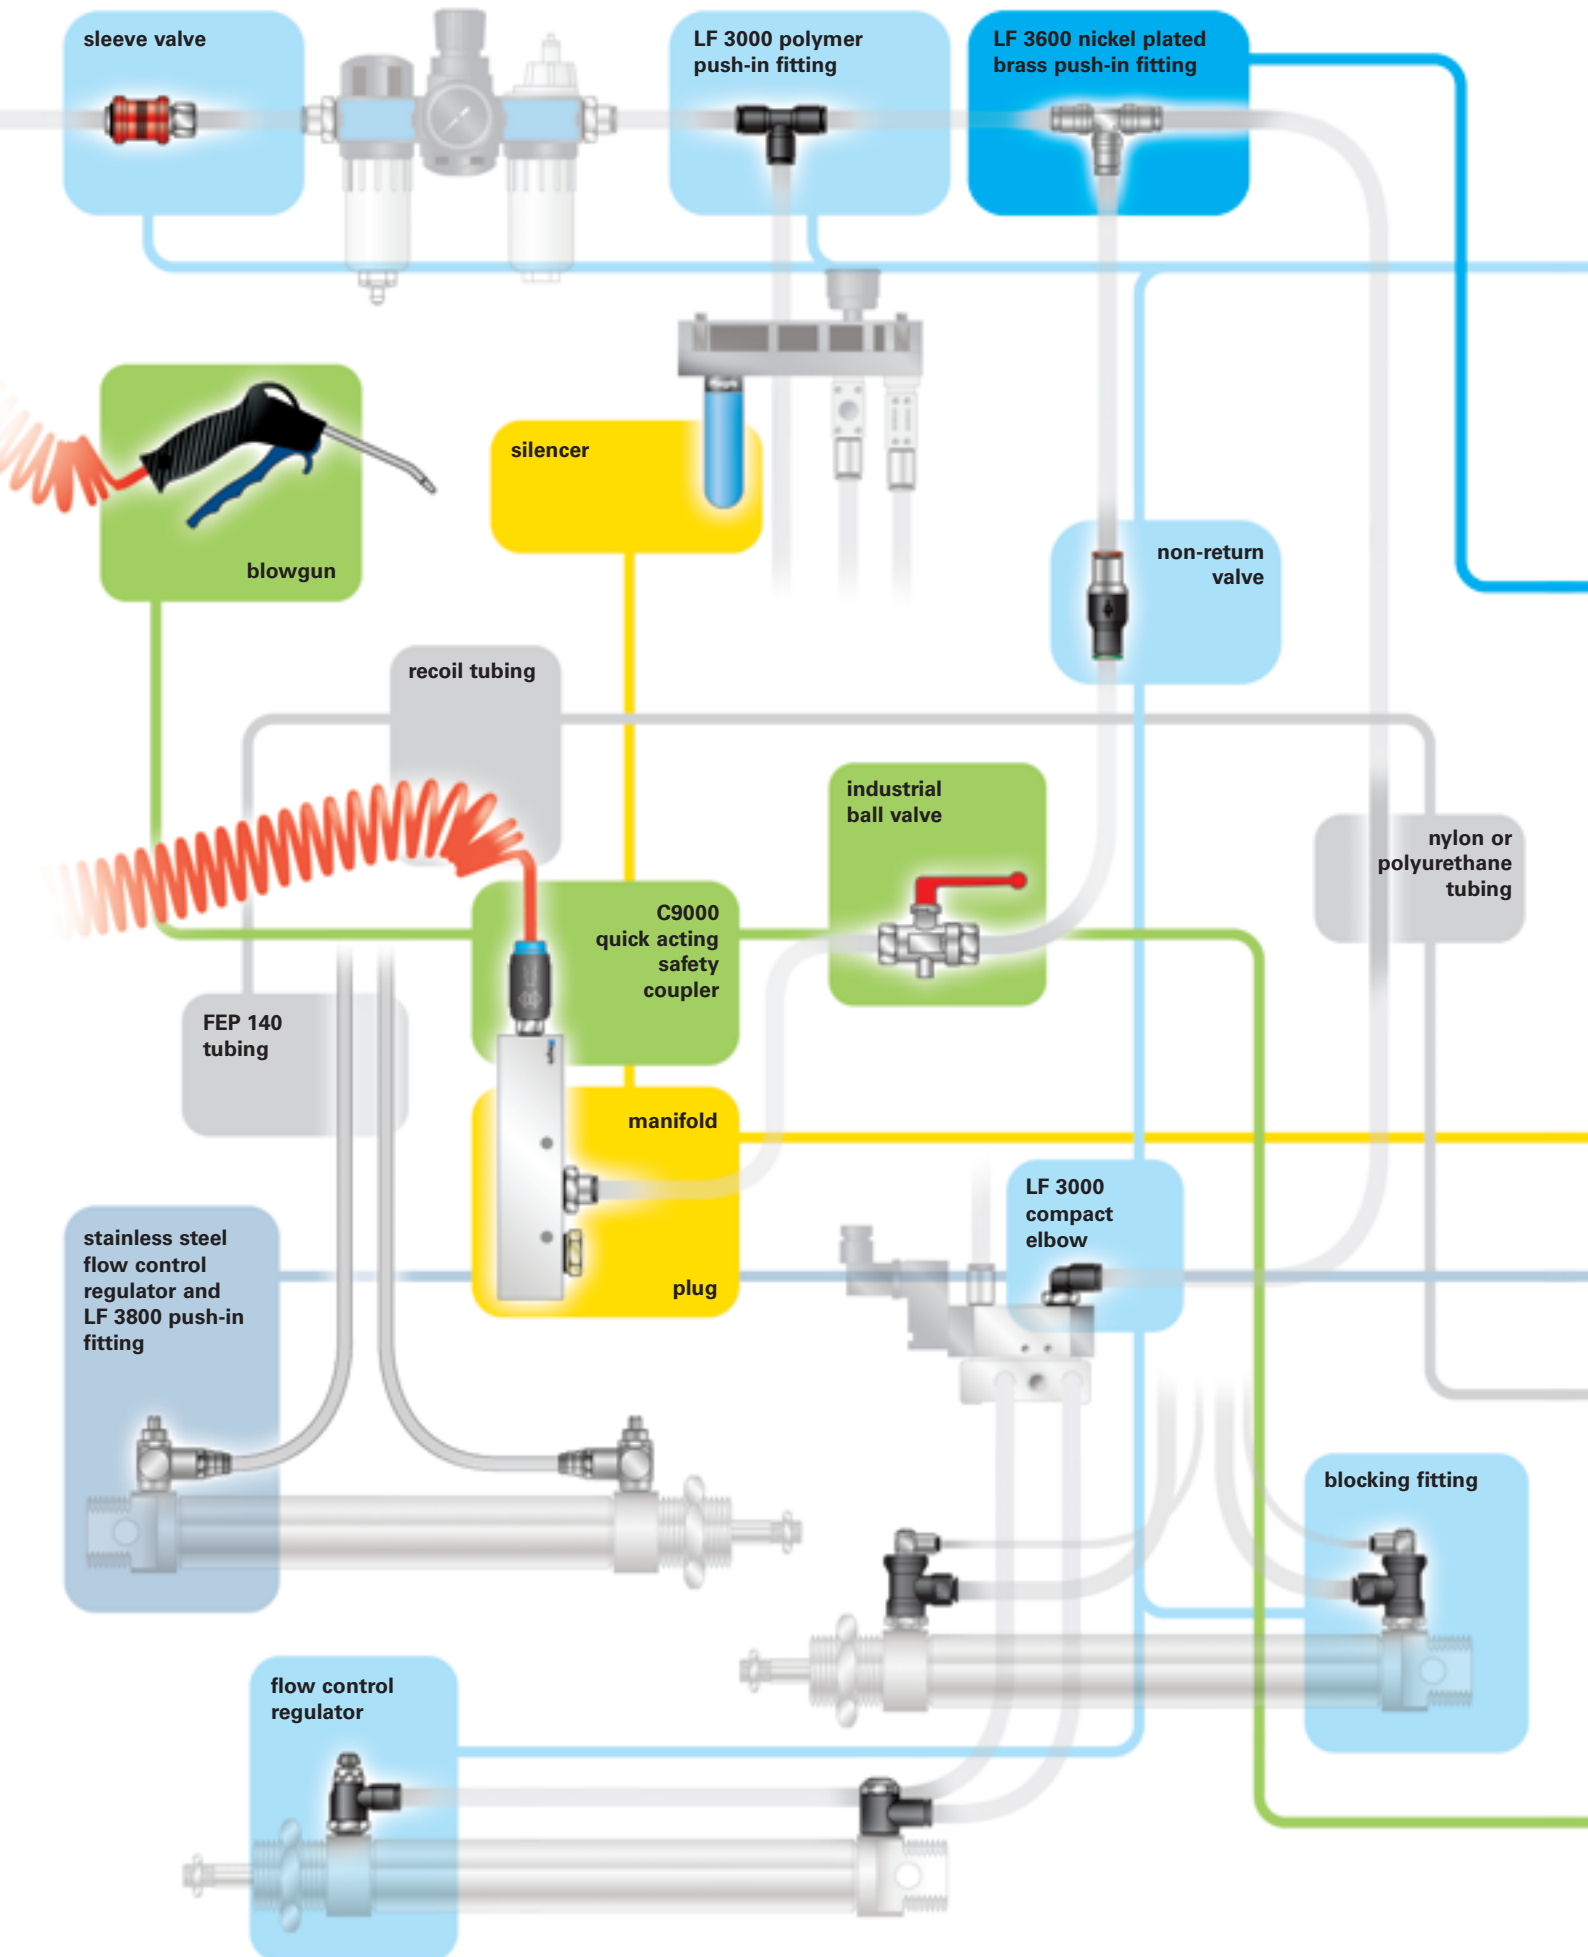 sleeve valve
LF 3000 polymer
push-in fitting
LF 3600 nickel plated
brass push-in fitting
silencer
blowgun
non-return
valve
recoil tubing
industrial
ball valve
nylon or
polyurethane
tubing
C9000
quick acting
safety
coupler
FEP 140
tubing
manifold
plug
LF 3000
compact
elbow
stainless steel
flow control
regulator and
LF 3800 push-in
fitting
blocking fitting
flow control
regulator